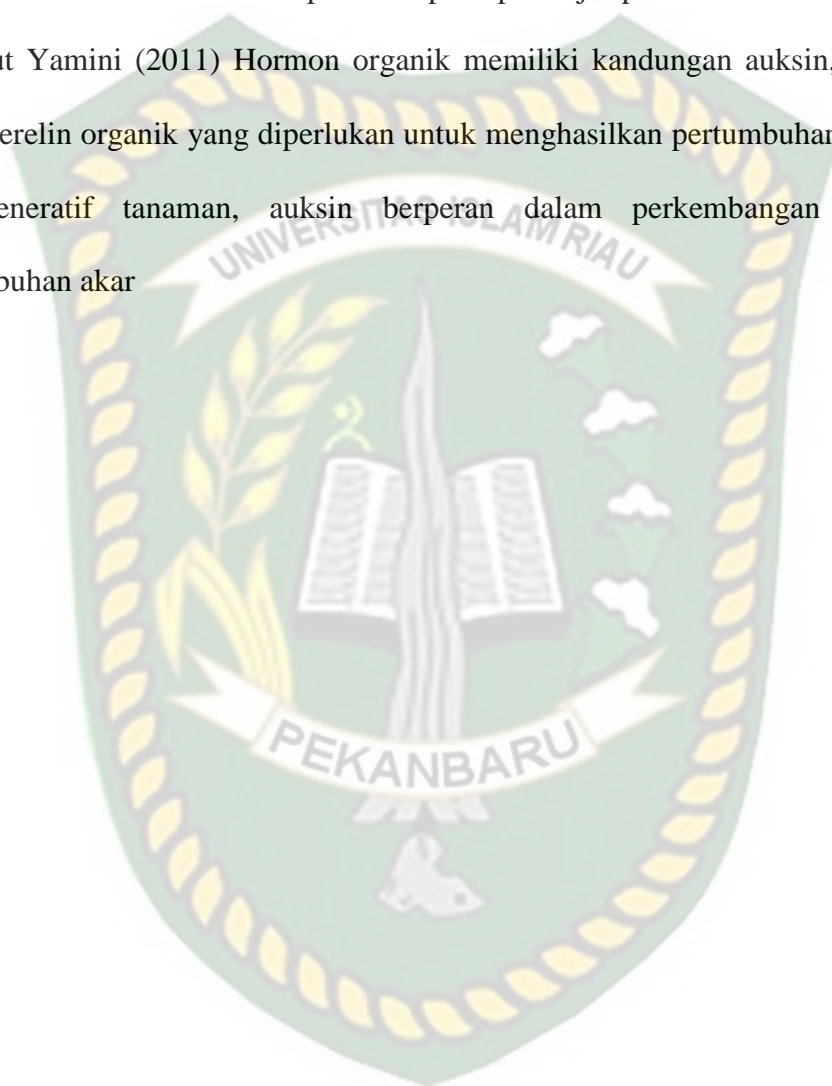 ut Yamini (2011) Hormon organik memiliki kandungan auksin,
erelin organik yang diperlukan untuk menghasilkan pertumbuhan
eneratif tanaman, auksin berperan dalam perkembangan
buhan akar
UNIVERSITAS ISLAM RIAU
PEKANBARU